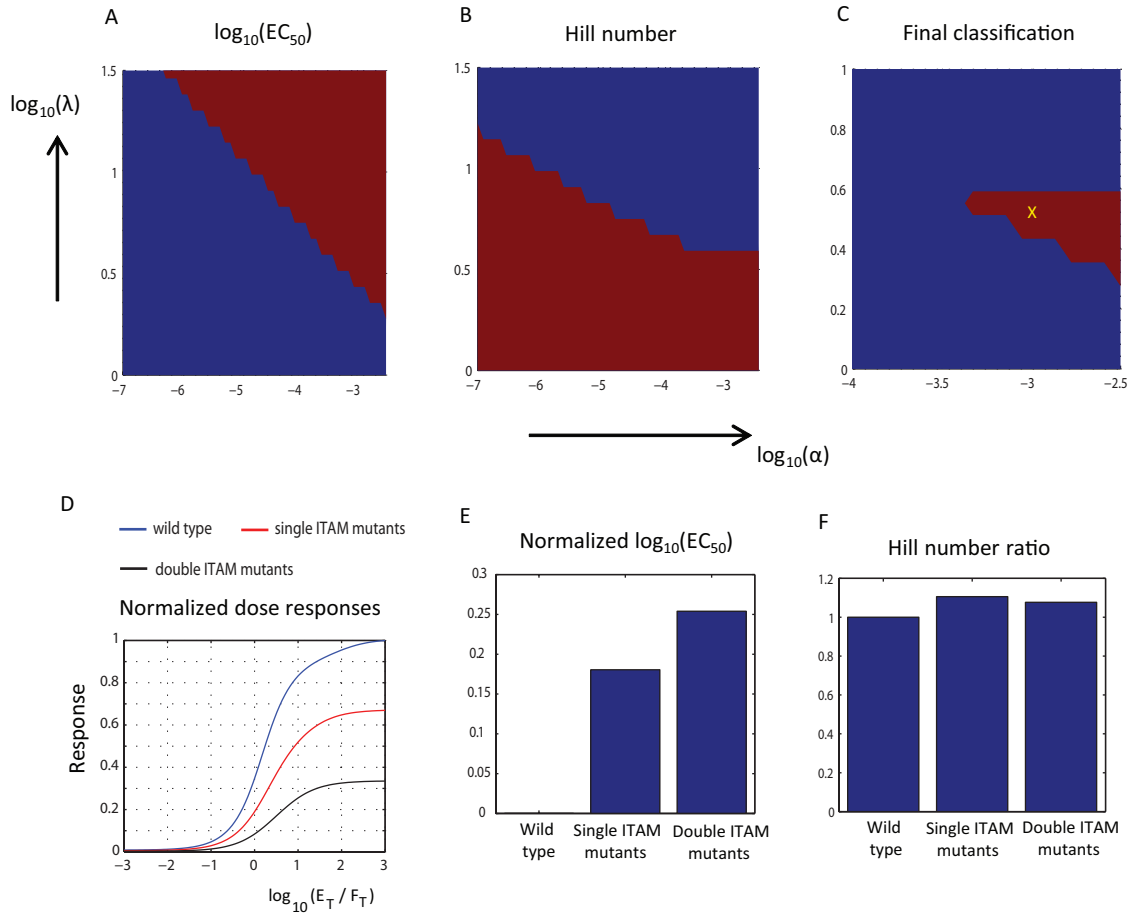 A
log10(EC50)
B
Hill number
C
Final classification
log10(λ)
1.5
1
0.5
0
−7
−6
−5
−4
−3
1.5
1
0.5
0
−7
−6
−5
−4
−3
1
0.8
0.6
0.4
0.2
0
X
−4
−3.5
−3
−2.5
log10(α)
D
wild type
single ITAM mutants
double ITAM mutants
Normalized dose responses
Response
1
0.8
0.6
0.4
0.2
0
−3
−2
−1
0
1
2
3
log10(ET / FT)
E
Normalized log10(EC50)
0.3
0.25
0.2
0.15
0.1
0.05
0
Wild type
Single ITAM mutants
Double ITAM mutants
F
Hill number ratio
1.2
1
0.8
0.6
0.4
0.2
0
Wild type
Single ITAM mutants
Double ITAM mutants